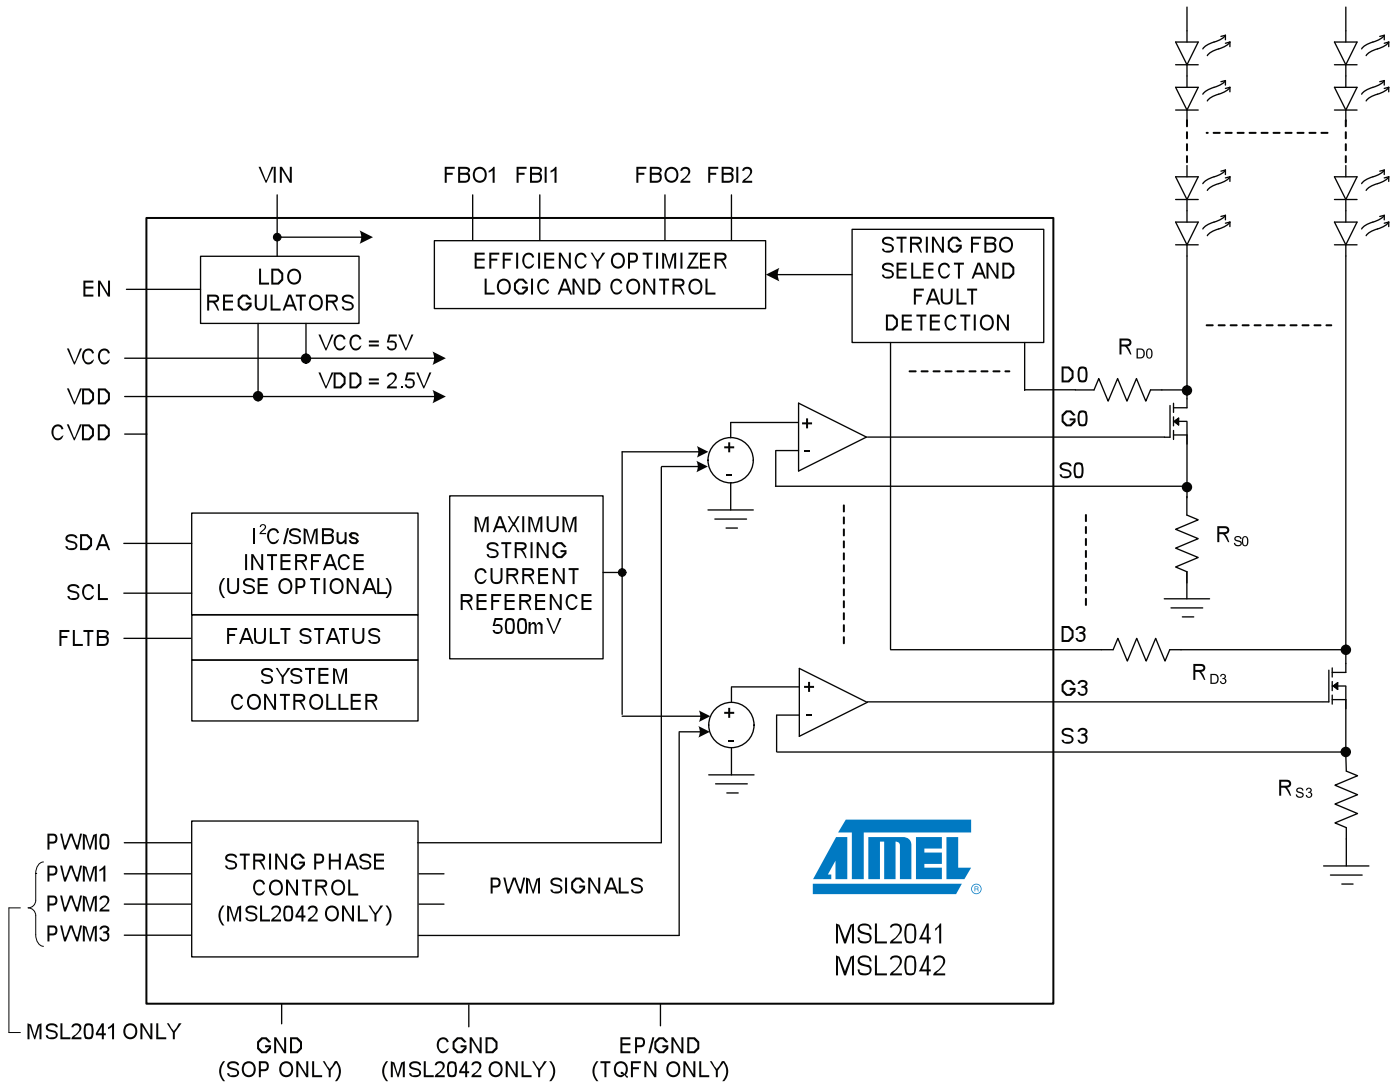 VIN
FBO1 FBI1 FBO2 FBI2
EN
LDO
REGULATORS
EFFICIENCY OPTIMIZER
LOGIC AND CONTROL
STRING FBO
SELECT AND
FAULT
DETECTION
VCC
VCC = 5V
VDD
VDD = 2.5V
CVDD
RD0
D0
G0
S0
RS0
+
-
+
-
SDA
SCL
FLTB
I²C/SMBus
INTERFACE
(USE OPTIONAL)
FAULT STATUS
SYSTEM
CONTROLLER
MAXIMUM
STRING
CURRENT
REFERENCE
500mV
D3
RD3
G3
S3
RS3
+
-
+
-
PWM0
PWM1
PWM2
PWM3
STRING PHASE
CONTROL
(MSL2042 ONLY)
PWM SIGNALS
ATMEL
®
MSL2041
MSL2042
MSL2041 ONLY
GND
(SOP ONLY)
CGND
(MSL2042 ONLY)
EP/GND
(TQFN ONLY)